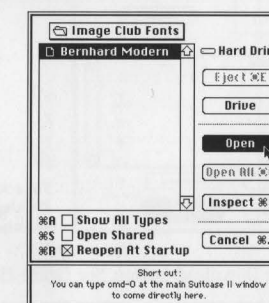 Image Club Fonts
Bernhard Modern
Hard Driv
Eject ⌘E
Drive
Open
Open All ⌘
Inspect ⌘
Cancel ⌘.
⌘A Show All Types
⌘S Open Shared
⌘R Reopen At Startup
Short cut:
You can type cmd-O at the main Suitcase II window
to come directly here.